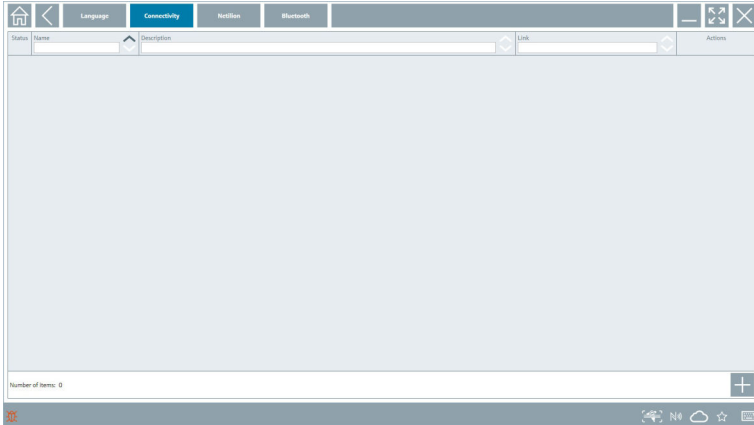 Language Connectivity Netilion Bluetooth
Status Name Description Link Actions
Number of items: 0